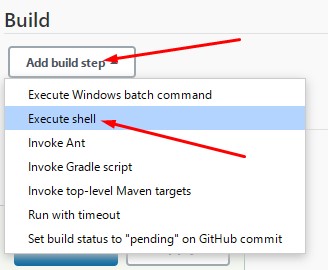 Build
Add build step
Execute Windows batch command
Execute shell
Invoke Ant
Invoke Gradle script
Invoke top-level Maven targets
Run with timeout
Set build status to "pending" on GitHub commit